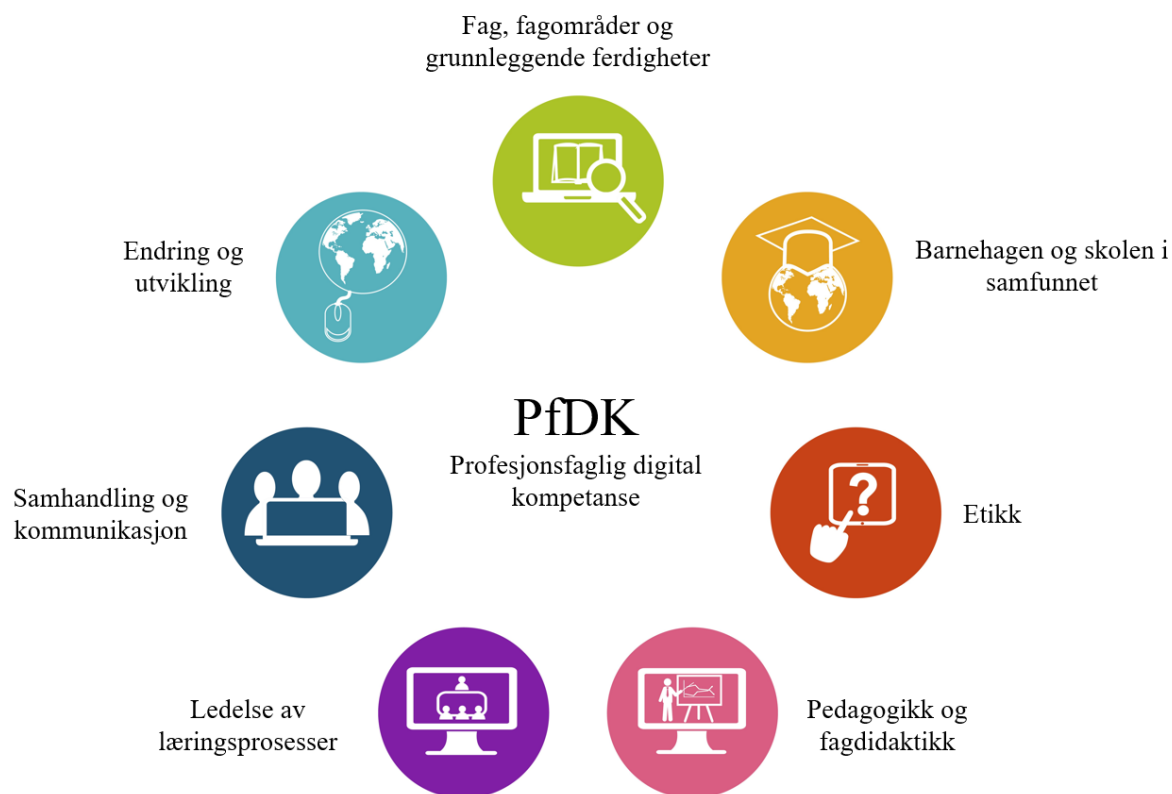 Fag, fagområder og
grunnleggende ferdigheter
Endring og
utvikling
Barnehagen og skolen i
samfunnet
PfDK
Profesjonsfaglig digital
kompetanse
Samhandling og
kommunikasjon
?
Etikk
Ledelse av
læringsprosesser
Pedagogikk og
fagdidaktikk